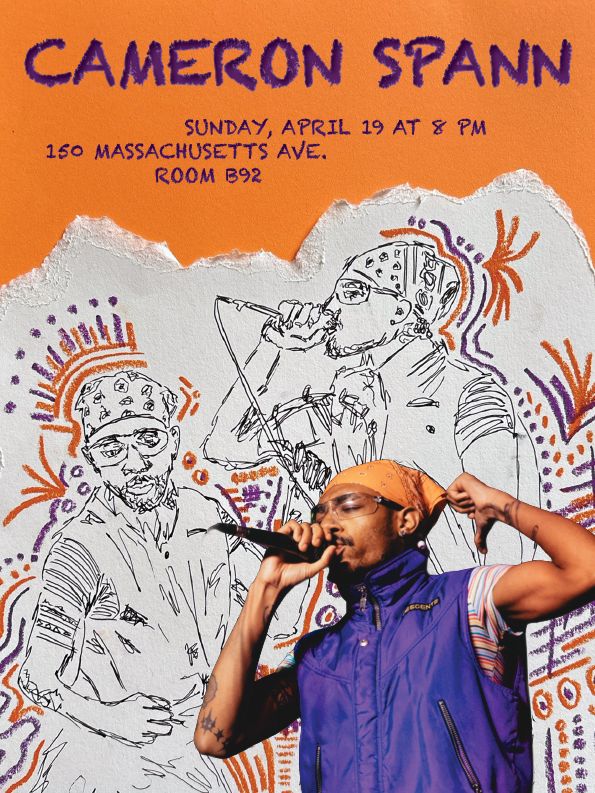 CAMERON SPANN
SUNDAY, APRIL 19 AT 8 PM
150 MASSACHUSETTS AVE.
ROOM B92